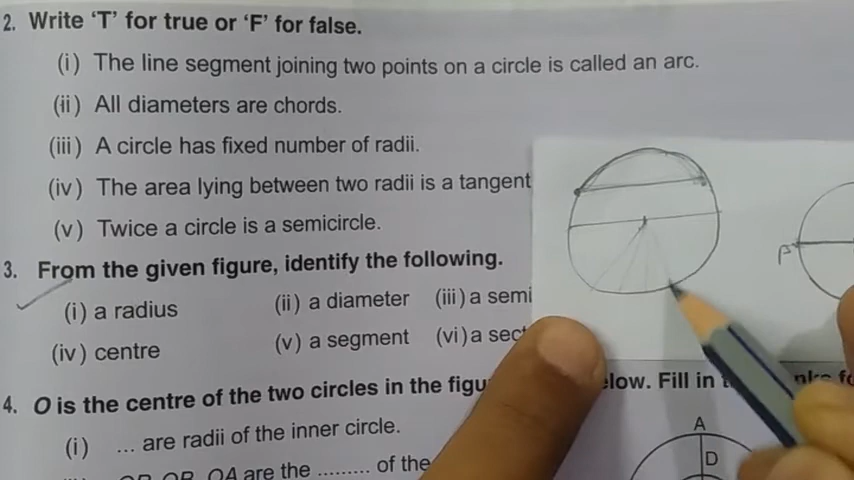 2. Write ‘T’ for true or ‘F’ for false.
(i) The line segment joining two points on a circle is called an arc.
(ii) All diameters are chords.
(iii) A circle has fixed number of radii.
(iv) The area lying between two radii is a tangent
(v) Twice a circle is a semicircle.
3. From the given figure, identify the following.
(i) a radius (ii) a diameter (iii) a semi
(iv) centre (v) a segment (vi) a sect
4. O is the centre of the two circles in the figu elow. Fill in
(i) ... are radii of the inner circle.
OA are the ......... of the
A
D